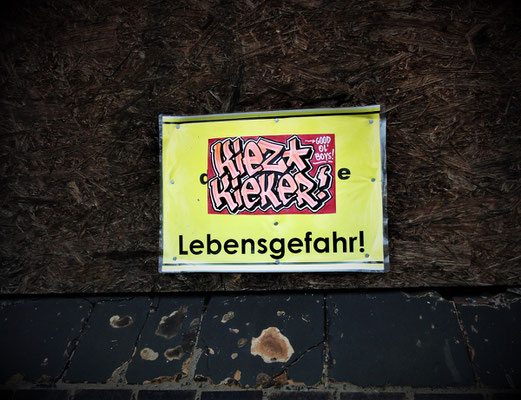 KIEZ*
KIEKER!
→GOOD
OL'
BOYS!
e
Lebensgefahr!